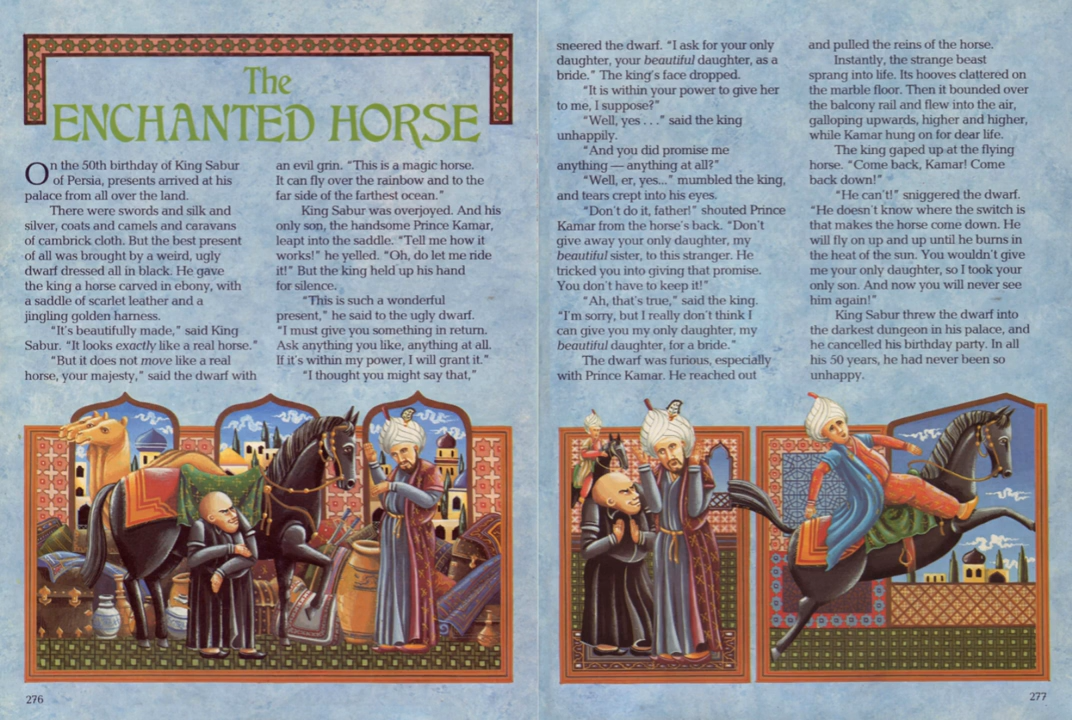 The
ENCHANTED HORSE
On the 50th birthday of King Sabur
of Persia, presents arrived at his
palace from all over the land.
There were swords and silk and
silver, coats and camels and caravans
of cambrick cloth. But the best present
of all was brought by a weird, ugly
dwarf dressed all in black. He gave
the king a horse carved in ebony, with
a saddle of scarlet leather and a
jingling golden harness.
"It's beautifully made," said King
Sabur. "It looks exactly like a real horse."
"But it does not move like a real
horse, your majesty," said the dwarf with
an evil grin. "This is a magic horse.
It can fly over the rainbow and to the
far side of the farthest ocean."
King Sabur was overjoyed. And his
only son, the handsome Prince Kamar,
leapt into the saddle. "Tell me how it
works!" he yelled. "Oh, do let me ride
it!" But the king held up his hand
for silence.
"This is such a wonderful
present," he said to the ugly dwarf.
"I must give you something in return.
Ask anything you like, anything at all.
If it's within my power, I will grant it."
"I thought you might say that,"
276
sneered the dwarf. "I ask for your only
daughter, your beautiful daughter, as a
bride." The king's face dropped.
"It is within your power to give her
to me, I suppose?"
"Well, yes . . ." said the king
unhappily.
"And you did promise me
anything — anything at all?"
"Well, er, yes..." mumbled the king,
and tears crept into his eyes.
"Don't do it, father!" shouted Prince
Kamar from the horse's back. "Don't
give away your only daughter, my
beautiful sister, to this stranger. He
tricked you into giving that promise.
You don't have to keep it!"
"Ah, that's true," said the king.
"I'm sorry, but I really don't think I
can give you my only daughter, my
beautiful daughter, for a bride."
The dwarf was furious, especially
with Prince Kamar. He reached out
and pulled the reins of the horse.
Instantly, the strange beast
sprang into life. Its hooves clattered on
the marble floor. Then it bounded over
the balcony rail and flew into the air,
galloping upwards, higher and higher,
while Kamar hung on for dear life.
The king gaped up at the flying
horse. "Come back, Kamar! Come
back down!"
"He can't!" sniggered the dwarf.
"He doesn't know where the switch is
that makes the horse come down. He
will fly on up and up until he burns in
the heat of the sun. You wouldn't give
me your only daughter, so I took your
only son. And now you will never see
him again!"
King Sabur threw the dwarf into
the darkest dungeon in his palace, and
he cancelled his birthday party. In all
his 50 years, he had never been so
unhappy.
277